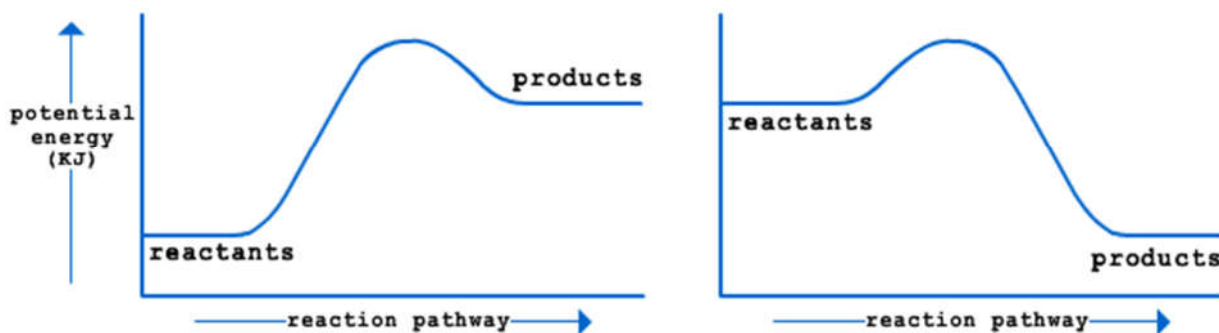 potential
energy
(KJ)
reactants
products
reaction pathway
reactants
products
reaction pathway